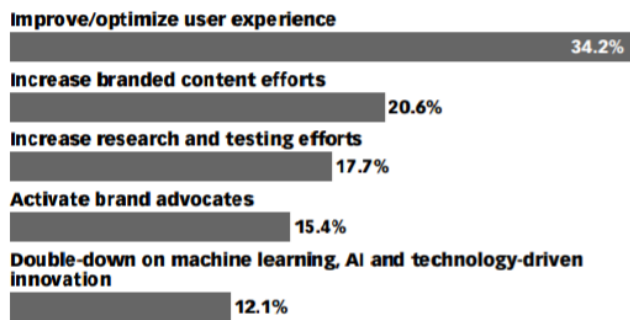 Improve/optimize user experience
34.2%
Increase branded content efforts
20.6%
Increase research and testing efforts
17.7%
Activate brand advocates
15.4%
Double-down on machine learning, AI and technology-driven
innovation
12.1%